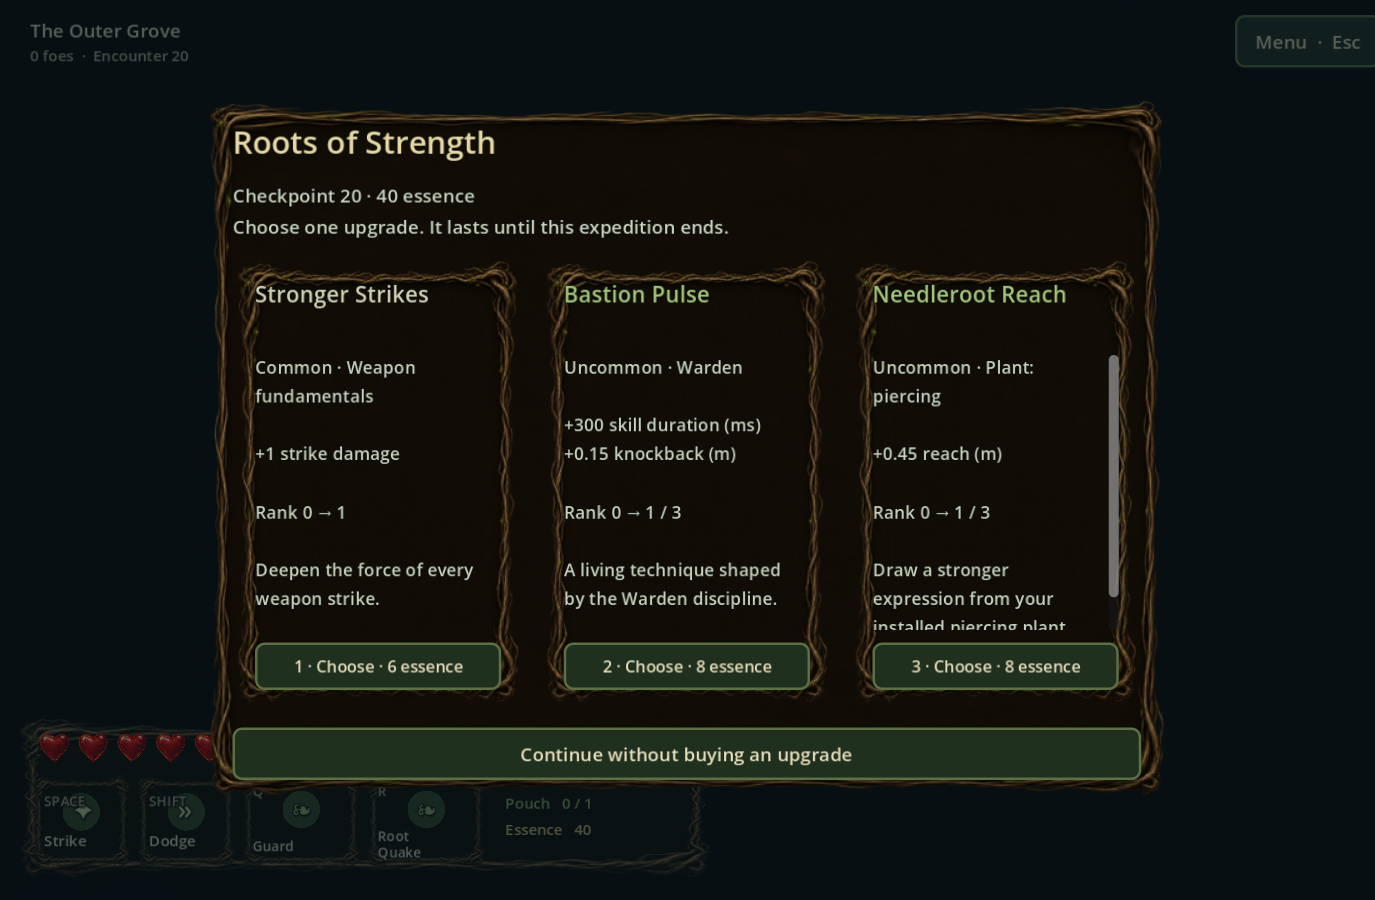 The Outer Grove
0 foes · Encounter 20
Menu · Esc
Roots of Strength
Checkpoint 20 · 40 essence
Choose one upgrade. It lasts until this expedition ends.
Stronger Strikes
Common · Weapon
fundamentals
+1 strike damage
Rank 0 → 1
Deepen the force of every
weapon strike.
1 · Choose · 6 essence
Bastion Pulse
Uncommon · Warden
+300 skill duration (ms)
+0.15 knockback (m)
Rank 0 → 1 / 3
A living technique shaped
by the Warden discipline.
2 · Choose · 8 essence
Needleroot Reach
Uncommon · Plant:
piercing
+0.45 reach (m)
Rank 0 → 1 / 3
Draw a stronger
expression from your
installed piercing plant
3 · Choose · 8 essence
Continue without buying an upgrade
SPACE
Strike
SHIFT
Dodge
Q
Guard
R
Root
Quake
Pouch 0 / 1
Essence 40